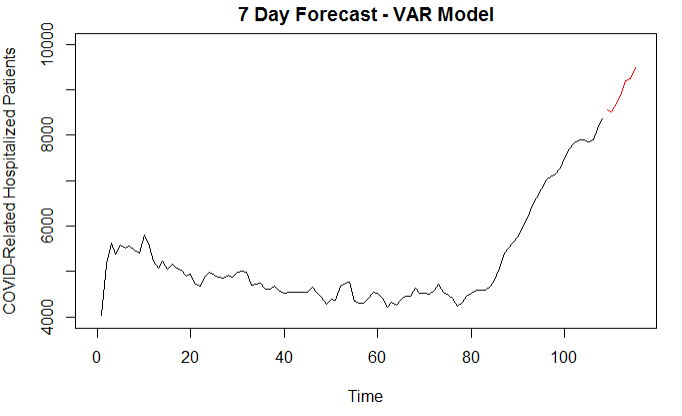 7 Day Forecast - VAR Model
COVID-Related Hospitalized Patients
10000
8000
6000
4000
0 20 40 60 80 100
Time